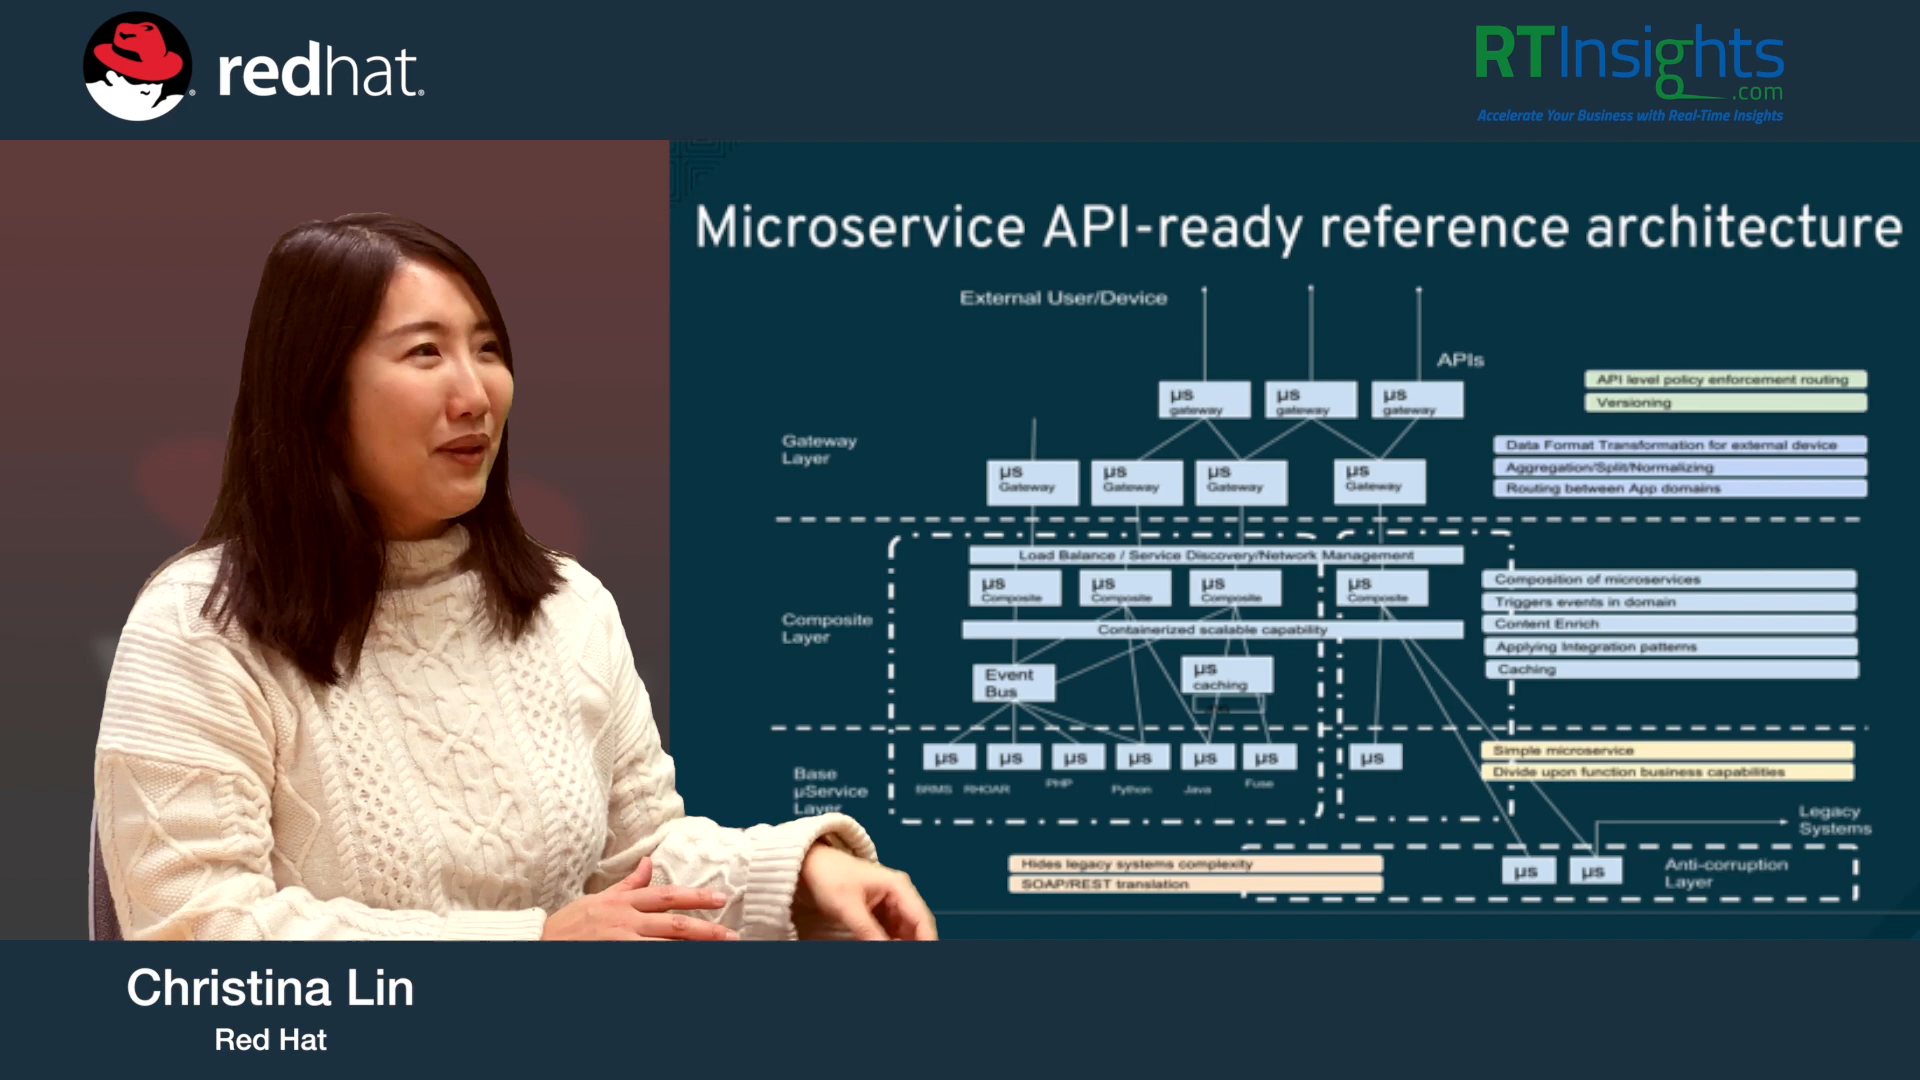 redhat.
RTInsights
.com
Accelerate Your Business with Real-Time Insights
Microservice API-ready reference architecture
External User/Device
APIs
µs
gateway
µs
gateway
µs
gateway
API level policy enforcement routing
Versioning
Gateway
Layer
µs
Gateway
µs
Gateway
µs
Gateway
µs
Gateway
Data Format Transformation for external device
Aggregation/Split/Normalizing
Routing between App domains
Load Balance / Service Discovery/Network Management
µs
Composite
µs
Composite
µs
Composite
µs
Composite
Composite
Layer
Containerized scalable capability
Composition of microservices
Triggers events in domain
Content Enrich
Applying Integration patterns
Caching
Event
Bus
µs
caching
Base
µService
Layer
µs
µs
µs
µs
µs
µs
µs
BRMS
RHOAR
PHP
Python
Java
Fuse
Simple microservice
Divide upon function business capabilities
Legacy
Systems
Hides legacy systems complexity
SOAP/REST translation
µs
µs
Anti-corruption
Layer
Christina Lin
Red Hat